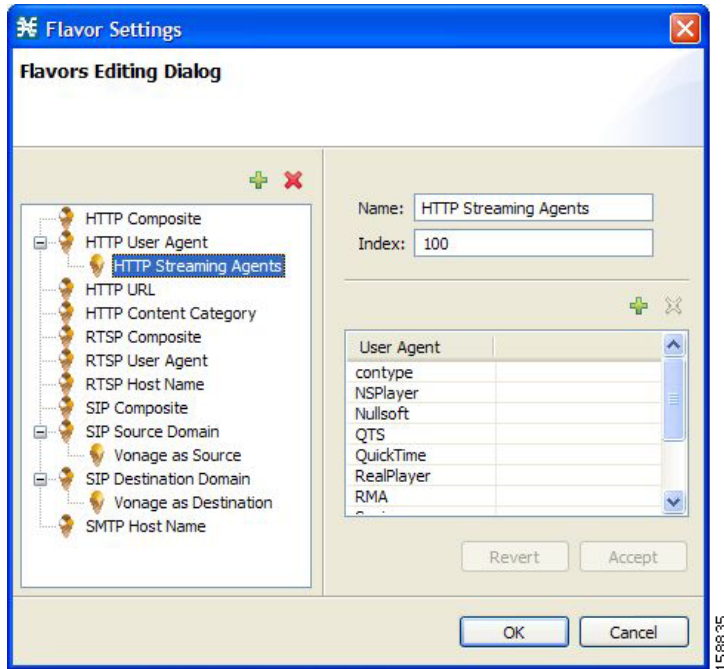 Flavor Settings
Flavors Editing Dialog
HTTP Composite
HTTP User Agent
HTTP Streaming Agents
HTTP URL
HTTP Content Category
RTSP Composite
RTSP User Agent
RTSP Host Name
SIP Composite
SIP Source Domain
Vonage as Source
SIP Destination Domain
Vonage as Destination
SMTP Host Name
Name: HTTP Streaming Agents
Index: 100
User Agent
contype
NSPlayer
Nullsoft
QTS
QuickTime
RealPlayer
RMA
Revert Accept
OK Cancel
158835